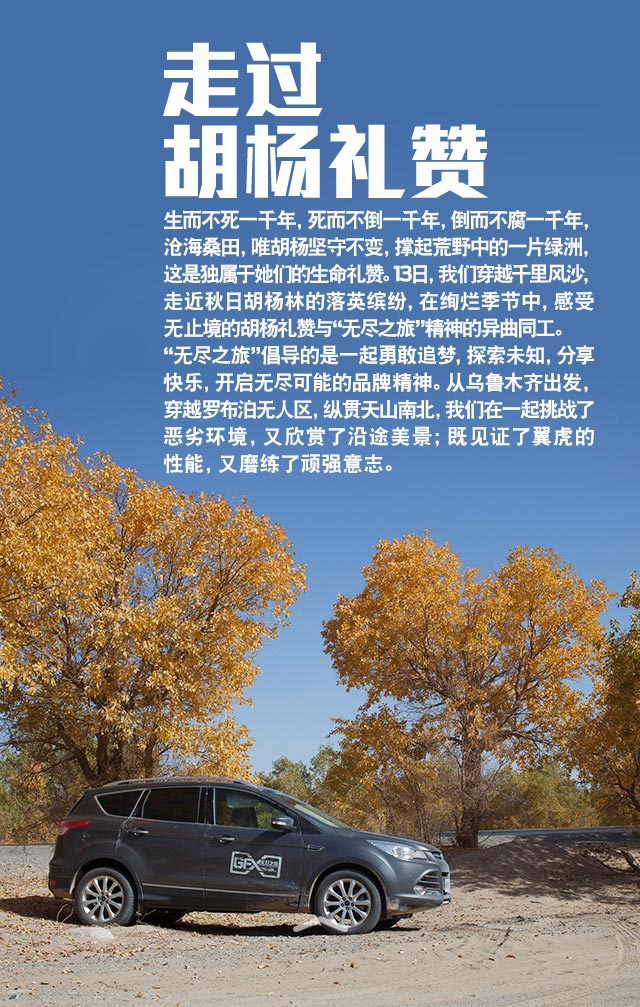 走过
胡杨礼赞
生而不死一千年，死而不倒一千年，倒而不腐一千年，
沧海桑田，唯胡杨坚守不变，撑起荒野中的一片绿洲，
这是独属于她们的生命礼赞。13日，我们穿越千里风沙，
走近秋日胡杨林的落英缤纷，在绚烂季节中，感受
无止境的胡杨礼赞与“无尽之旅”精神的异曲同工。
“无尽之旅”倡导的是一起勇敢追梦，探索未知，分享
快乐，开启无尽可能的品牌精神。从乌鲁木齐出发，
穿越罗布泊无人区，纵贯天山南北，我们在一起挑战了
恶劣环境，又欣赏了沿途美景；既见证了翼虎的
性能，又磨练了顽强意志。
GFX 无尽之旅